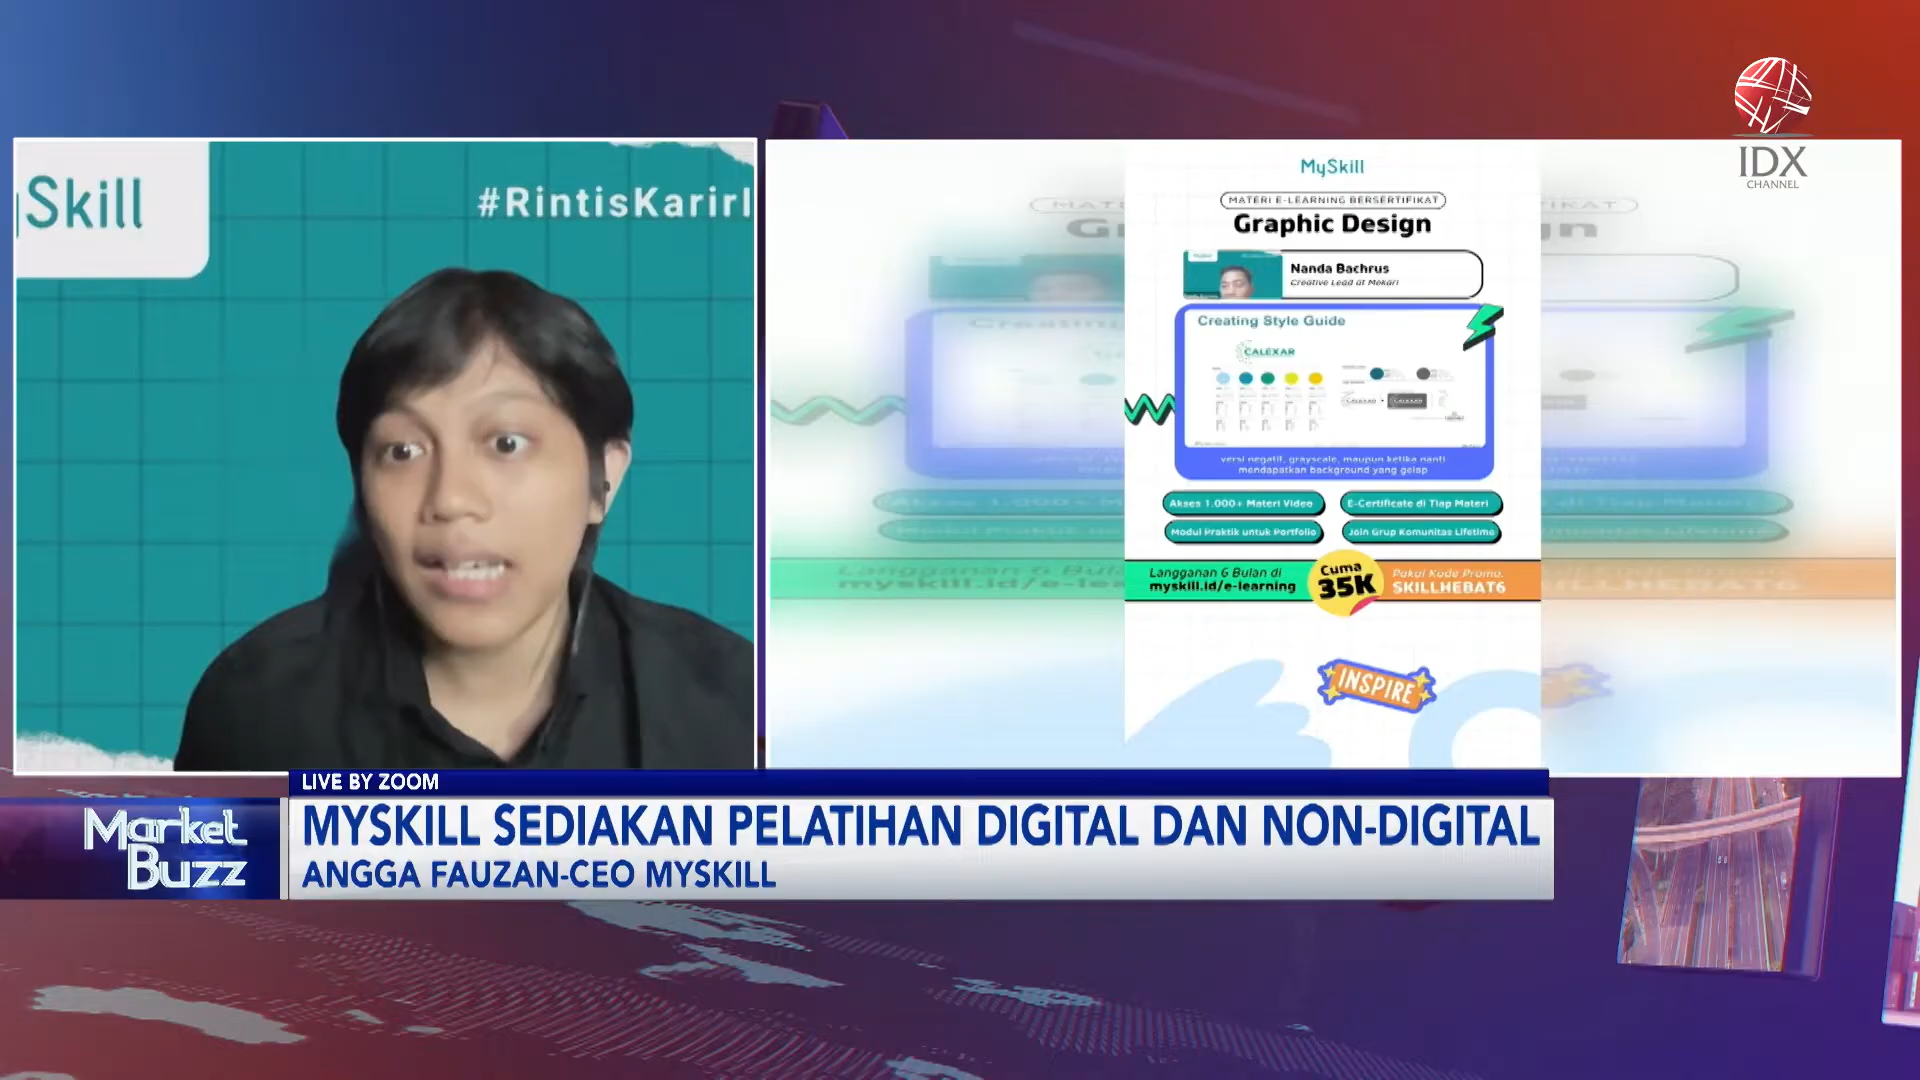 IDX
CHANNEL
Skill
#RintisKarirI
MySkill
MATERI E-LEARNING BERSERTIFIKAT
Graphic Design
Nanda Bachrus
Creative Lead at Mekari
Creating Style Guide
CALEXAR
versi negatif, grayscale, maupun ketika nanti
mendapatkan background yang gelap
Akses 1.000+ Materi Video
E-Certificate di Tiap Materi
Modul Praktik untuk Portfolio
Join Grup Komunitas Lifetime
Langganan 6 Bulan di
myskill.id/e-learning
Cuma
35K
Pakai Kode Promo:
SKILLHEBAT6
INSPIRE
LIVE BY ZOOM
Market
Buzz
MYSKILL SEDIAKAN PELATIHAN DIGITAL DAN NON-DIGITAL
ANGGA FAUZAN-CEO MYSKILL